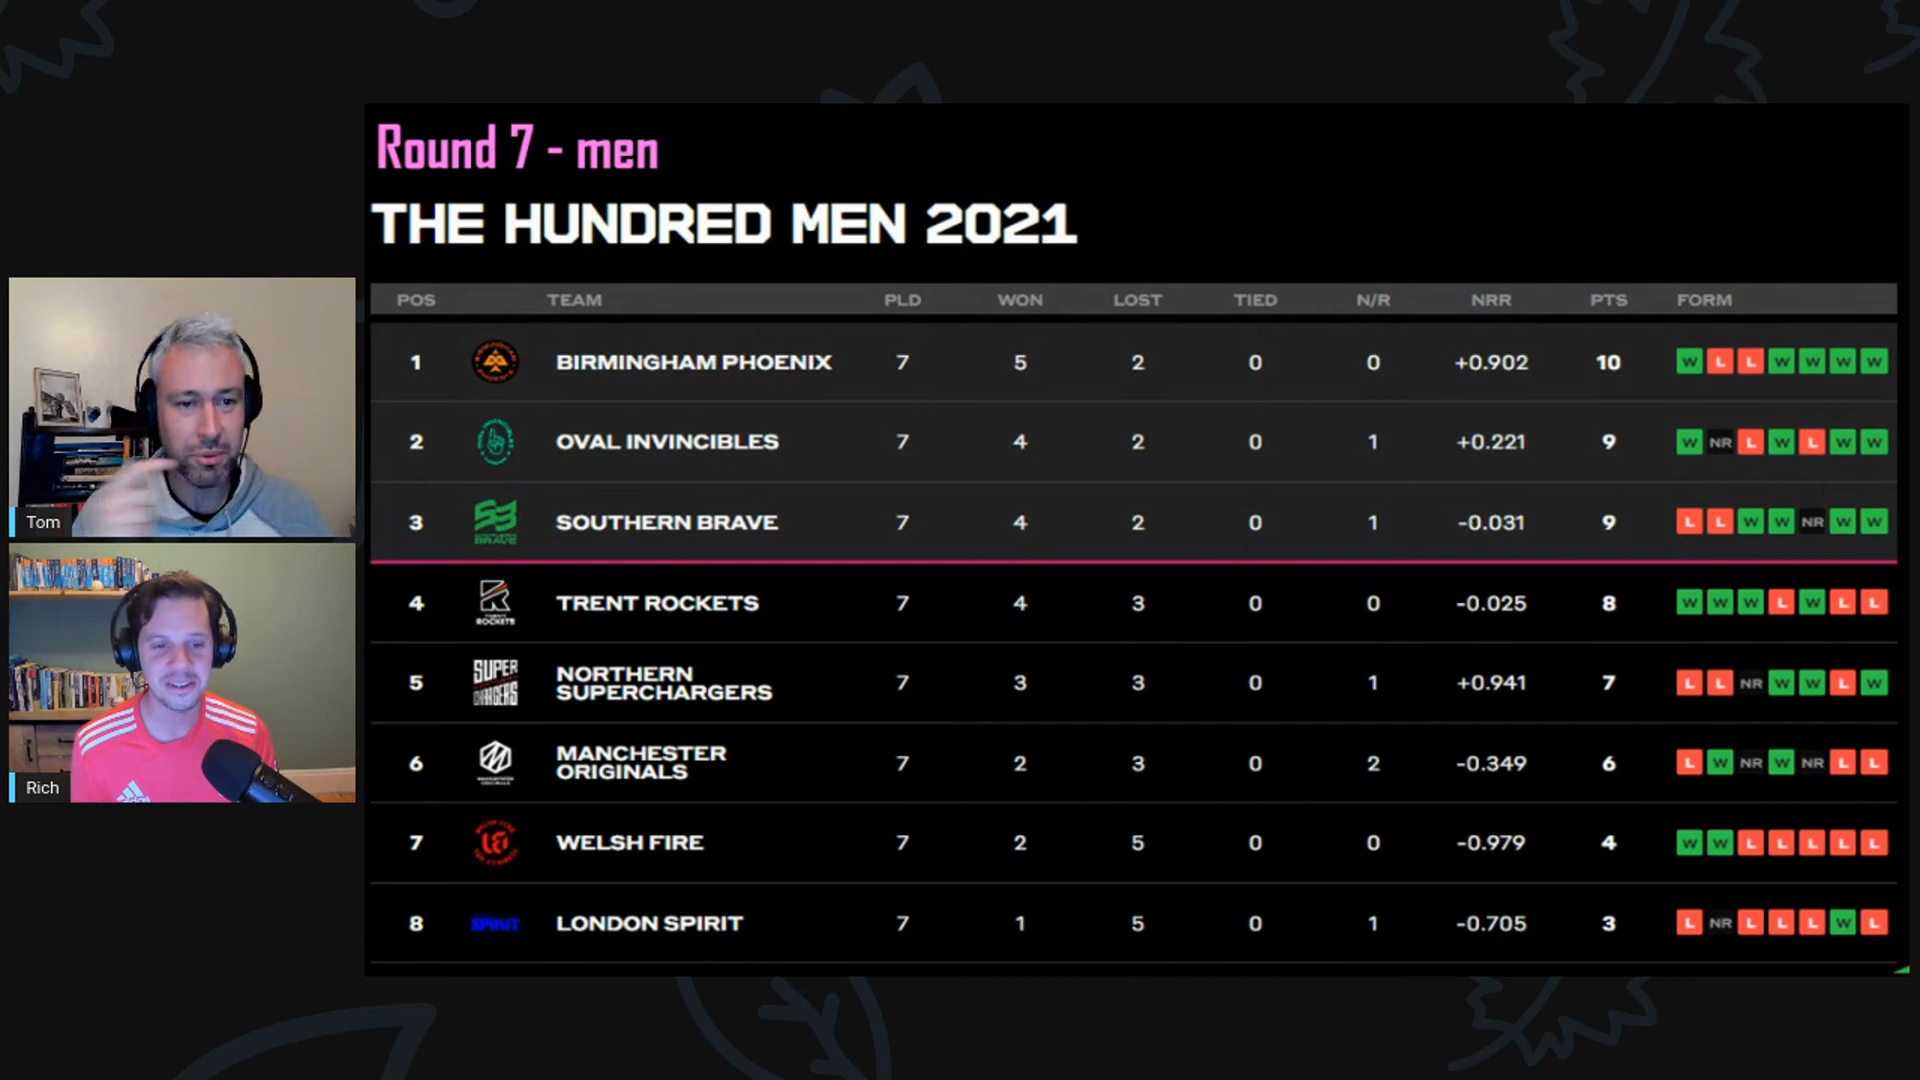 Round 7 - men
THE HUNDRED MEN 2021
POS TEAM PLD WON LOST TIED N/R NRR PTS FORM
1 BIRMINGHAM PHOENIX 7 5 2 0 0 +0.902 10 W L L W W W W
2 OVAL INVINCIBLES 7 4 2 0 1 +0.221 9 W NR L W L W W
3 SOUTHERN BRAVE 7 4 2 0 1 -0.031 9 L L W W NR W W
4 ROCKETS TRENT ROCKETS 7 4 3 0 0 -0.025 8 W W W L W L L
5 SUPER CHARGERS NORTHERN SUPERCHARGERS 7 3 3 0 1 +0.941 7 L L NR W W L W
6 MANCHESTER ORIGINALS 7 2 3 0 2 -0.349 6 L W NR W NR L L
7 WELSH FIRE 7 2 5 0 0 -0.979 4 W W L L L L L
8 SPIRIT LONDON SPIRIT 7 1 5 0 1 -0.705 3 L NR L L L W L
Tom
Rich